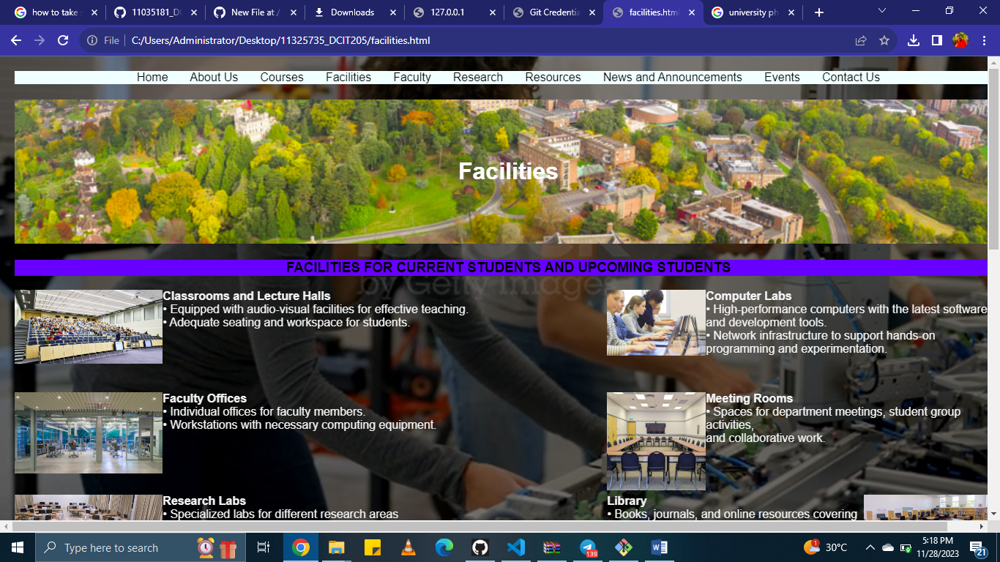 how to take
11035181_DC
New File at /
Downloads
127.0.0.1
Git Credentia
facilities.html
university ph
File
C:/Users/Administrator/Desktop/11325735_DCIT205/facilities.html
Home About Us Courses Facilities Faculty Research Resources News and Announcements Events Contact Us
Facilities
by Getty Images
FACILITIES FOR CURRENT STUDENTS AND UPCOMING STUDENTS
Classrooms and Lecture Halls
• Equipped with audio-visual facilities for effective teaching.
• Adequate seating and workspace for students.
Computer Labs
• High-performance computers with the latest software
and development tools.
• Network infrastructure to support hands-on
programming and experimentation.
Faculty Offices
• Individual offices for faculty members.
• Workstations with necessary computing equipment.
Meeting Rooms
• Spaces for department meetings, student group
activities,
and collaborative work.
Research Labs
• Specialized labs for different research areas
Library
• Books, journals, and online resources covering
Type here to search
139
1
30°C
5:18 PM
11/28/2023
21